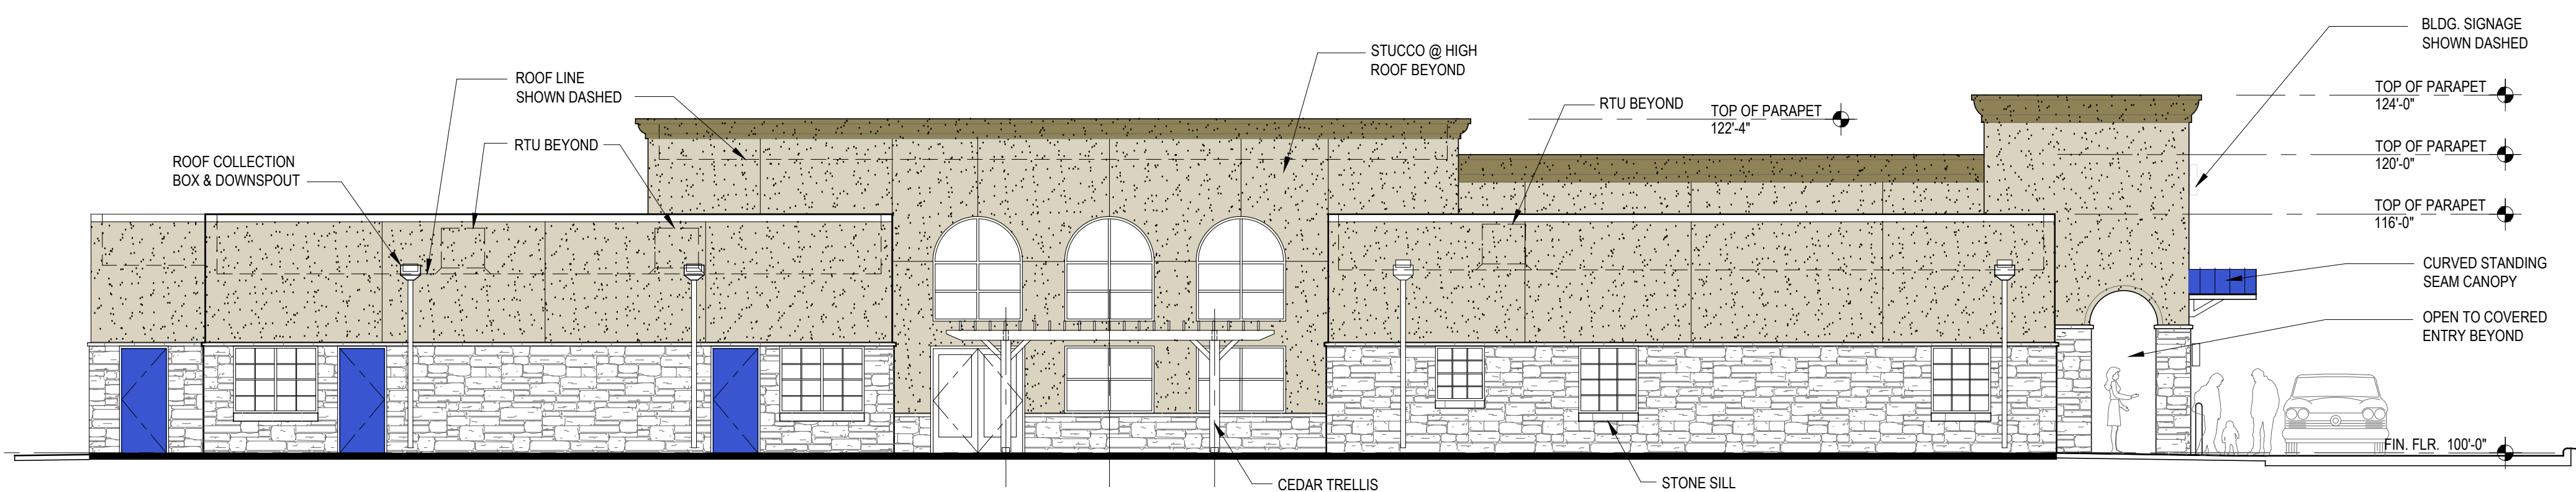 BLDG. SIGNAGE
SHOWN DASHED
STUCCO @ HIGH
ROOF BEYOND
ROOF LINE
SHOWN DASHED
TOP OF PARAPET
124'-0"
RTU BEYOND
TOP OF PARAPET
122'-4"
RTU BEYOND
TOP OF PARAPET
120'-0"
ROOF COLLECTION
BOX & DOWNSPOUT
TOP OF PARAPET
116'-0"
CURVED STANDING
SEAM CANOPY
OPEN TO COVERED
ENTRY BEYOND
FIN. FLR. 100'-0"
CEDAR TRELLIS
STONE SILL